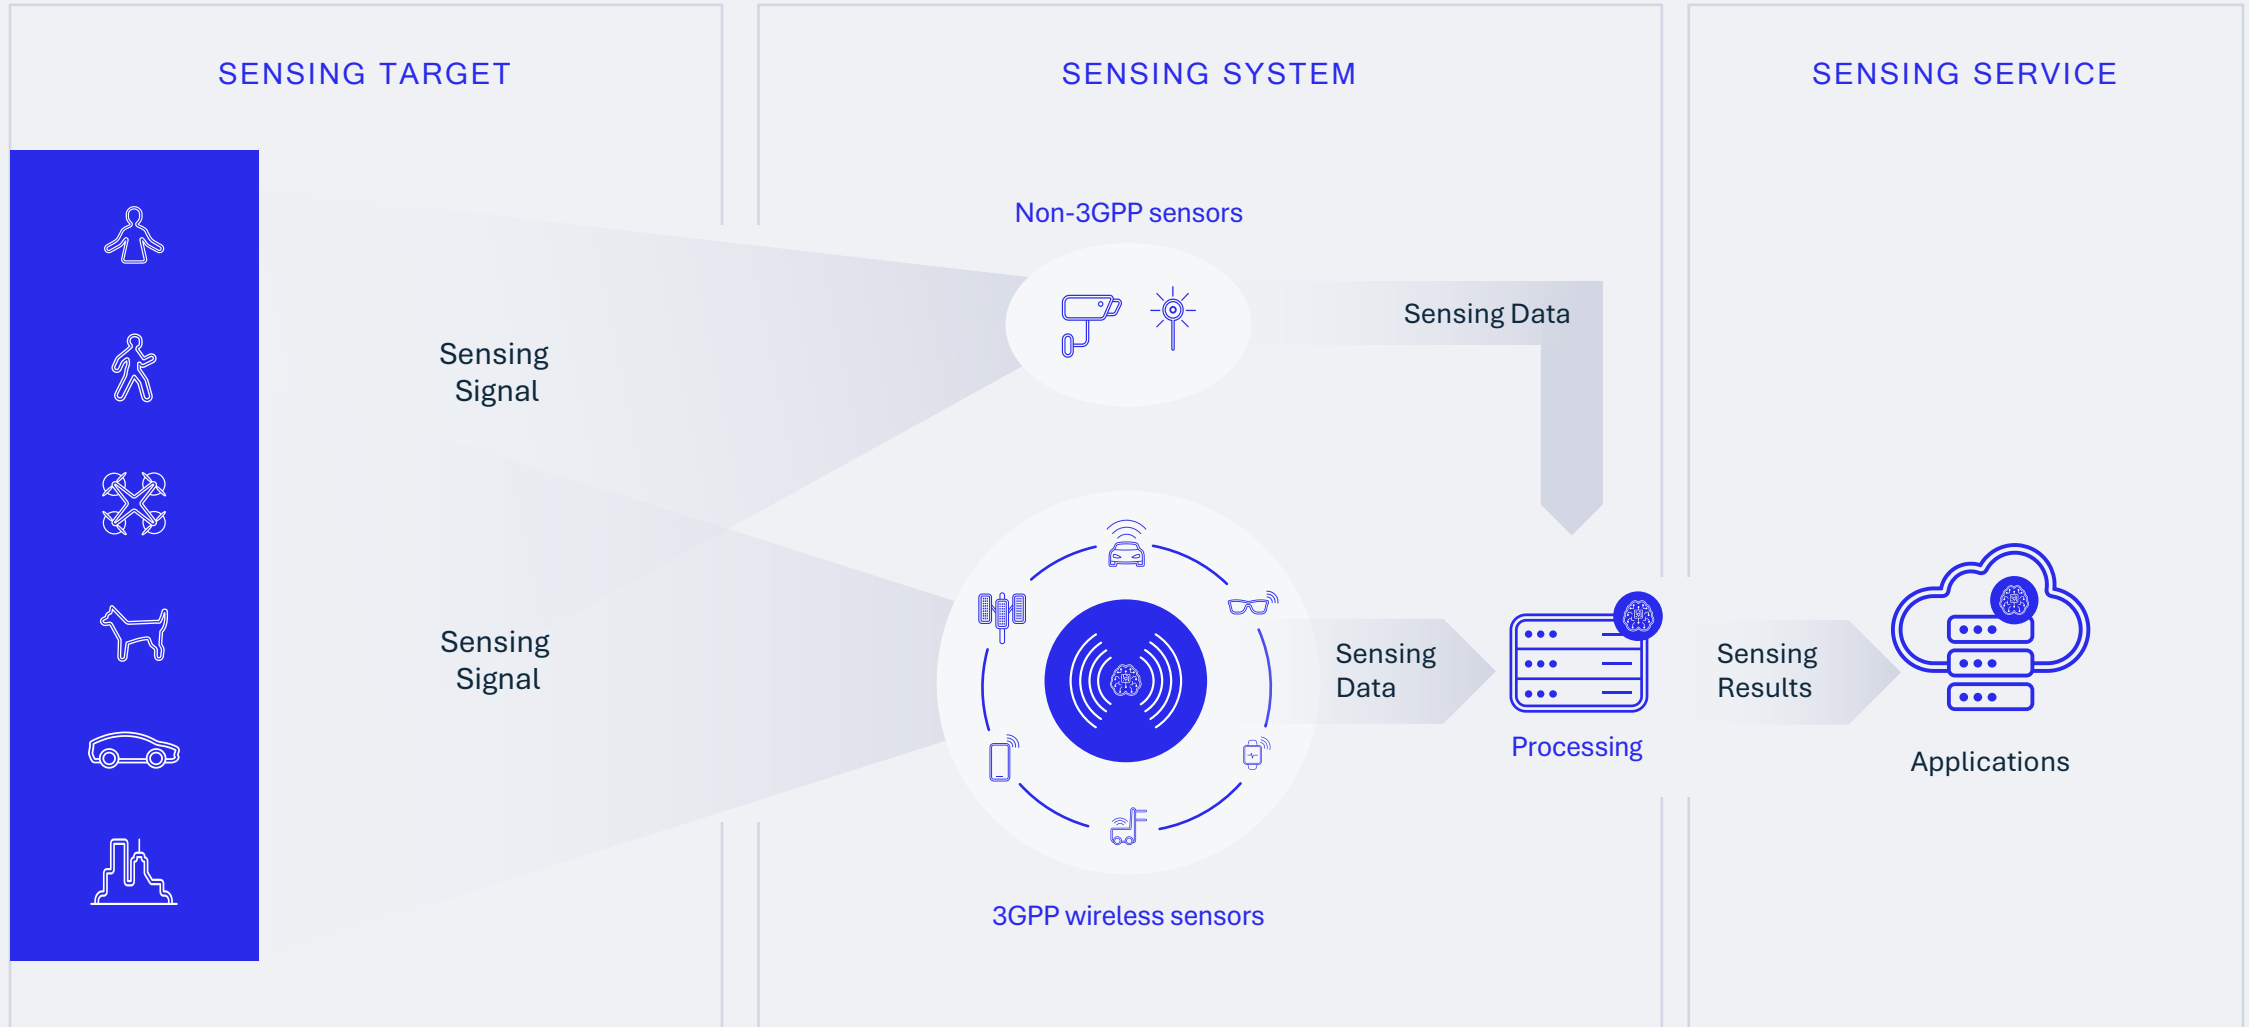 SENSING TARGET
SENSING SYSTEM
SENSING SERVICE
Non-3GPP sensors
Sensing
Signal
Sensing Data
Sensing
Signal
Sensing
Data
Processing
Sensing
Results
Applications
3GPP wireless sensors